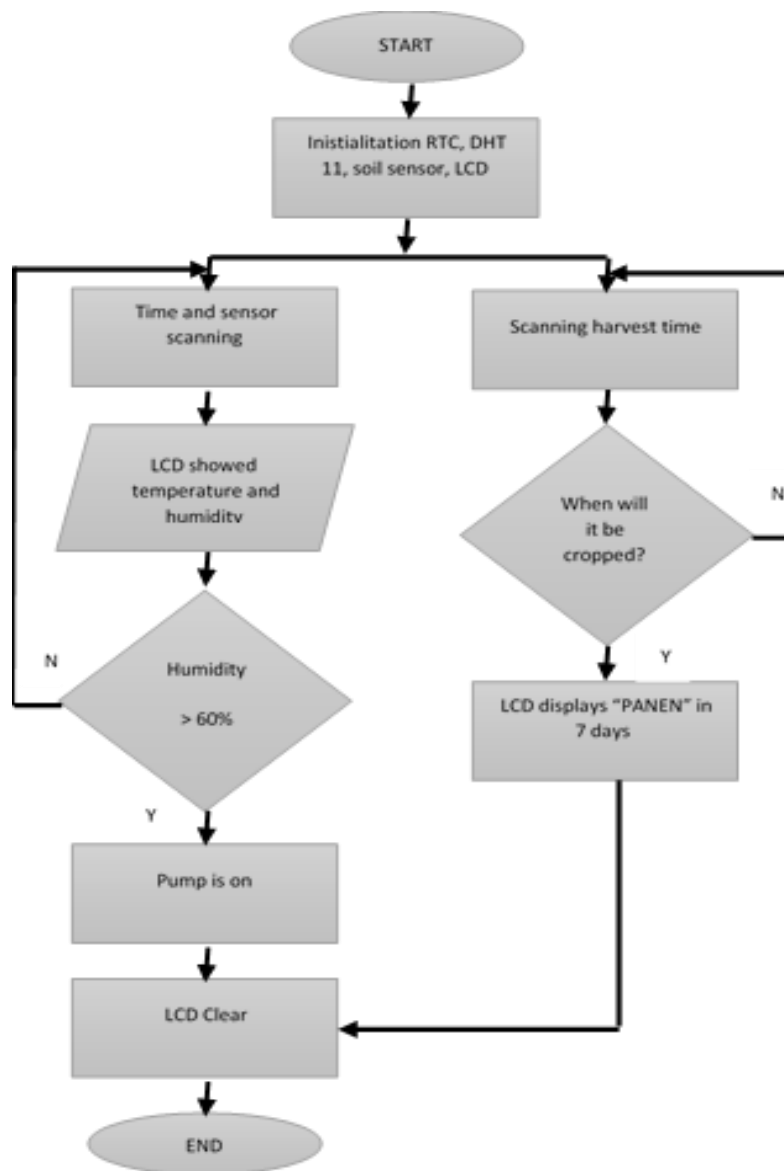 START
Inistialitation RTC, DHT
11, soil sensor, LCD
Time and sensor
scanning
LCD showed
temperature and
humidity
N
Humidity
> 60%
Y
Pump is on
LCD Clear
END
Scanning harvest time
When will
it be
cropped?
N
Y
LCD displays “PANEN” in
7 days